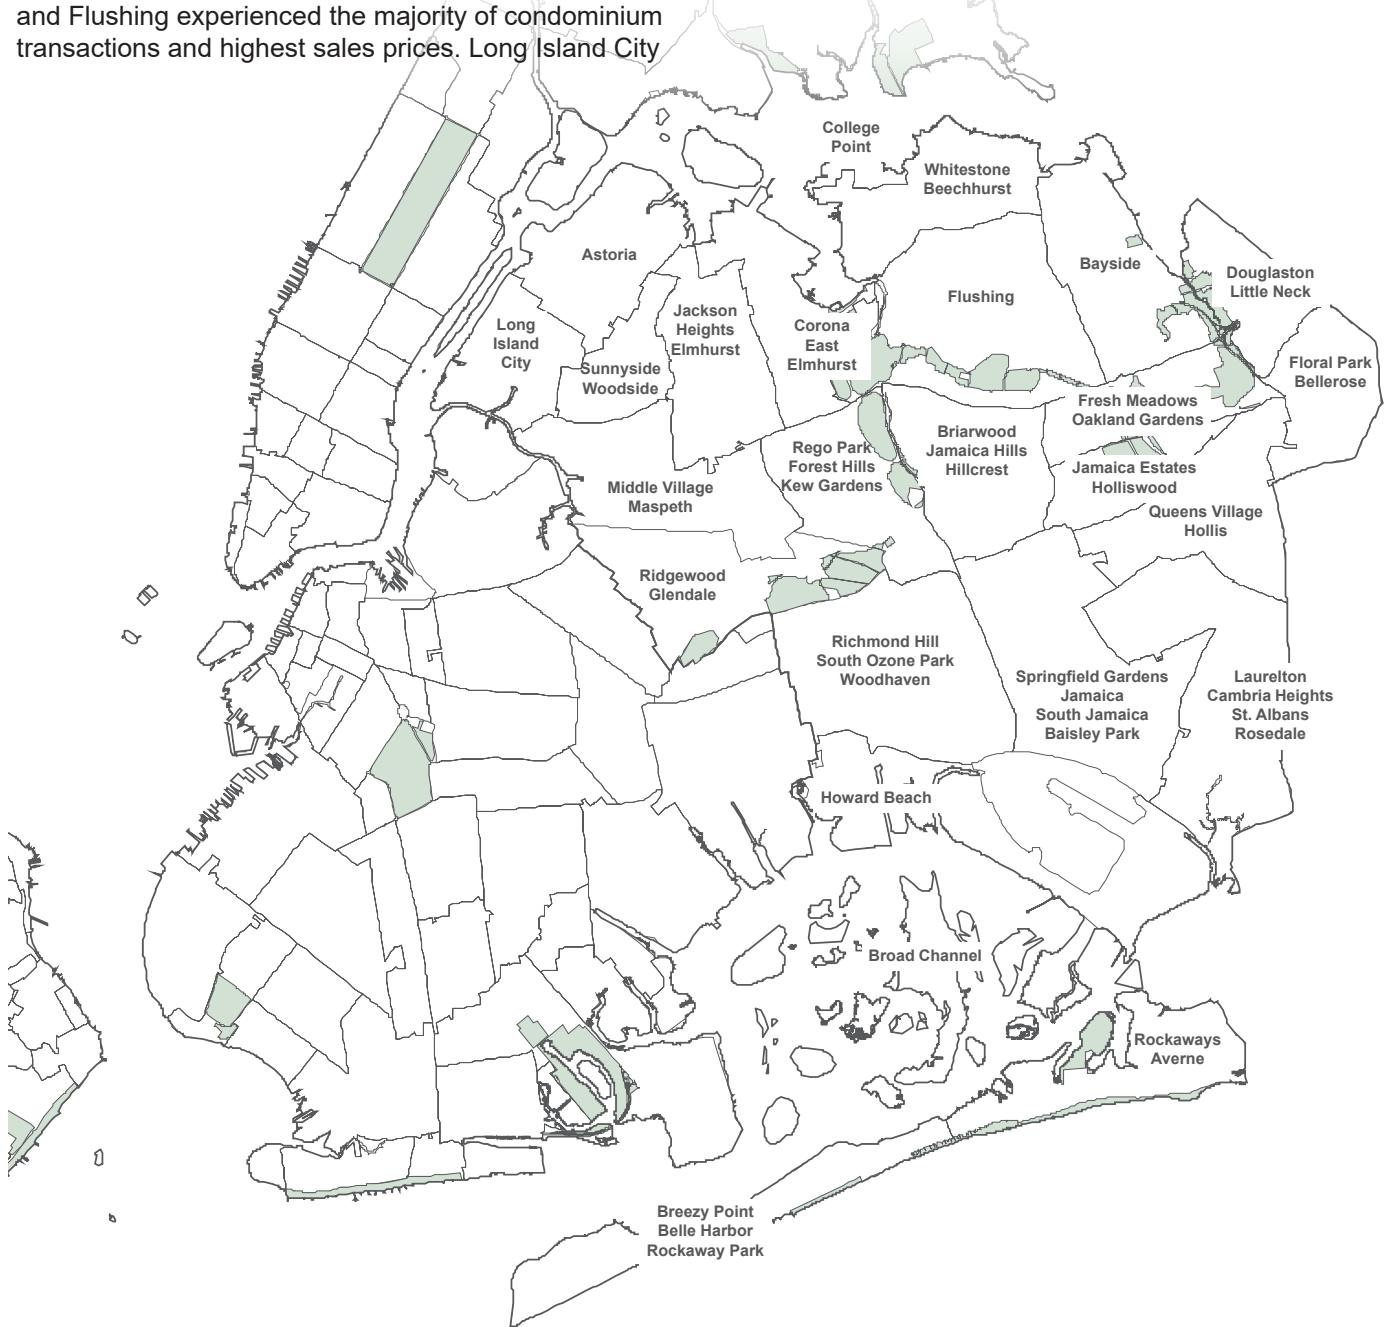 and Flushing experienced the majority of condominium
transactions and highest sales prices. Long Island City
College
Point
Whitestone
Beechhurst
Astoria
Bayside
Douglaston
Little Neck
Flushing
Long
Island
City
Jackson
Heights
Elmhurst
Corona
East
Elmhurst
Sunnyside
Woodside
Floral Park
Bellerose
Fresh Meadows
Oakland Gardens
Briarwood
Jamaica Hills
Hillcrest
Rego Park
Forest Hills
Kew Gardens
Jamaica Estates
Holliswood
Middle Village
Maspeth
Queens Village
Hollis
Ridgewood
Glendale
Richmond Hill
South Ozone Park
Woodhaven
Springfield Gardens
Jamaica
South Jamaica
Baisley Park
Laurelton
Cambria Heights
St. Albans
Rosedale
Howard Beach
Broad Channel
Rockaways
Averne
Breezy Point
Belle Harbor
Rockaway Park